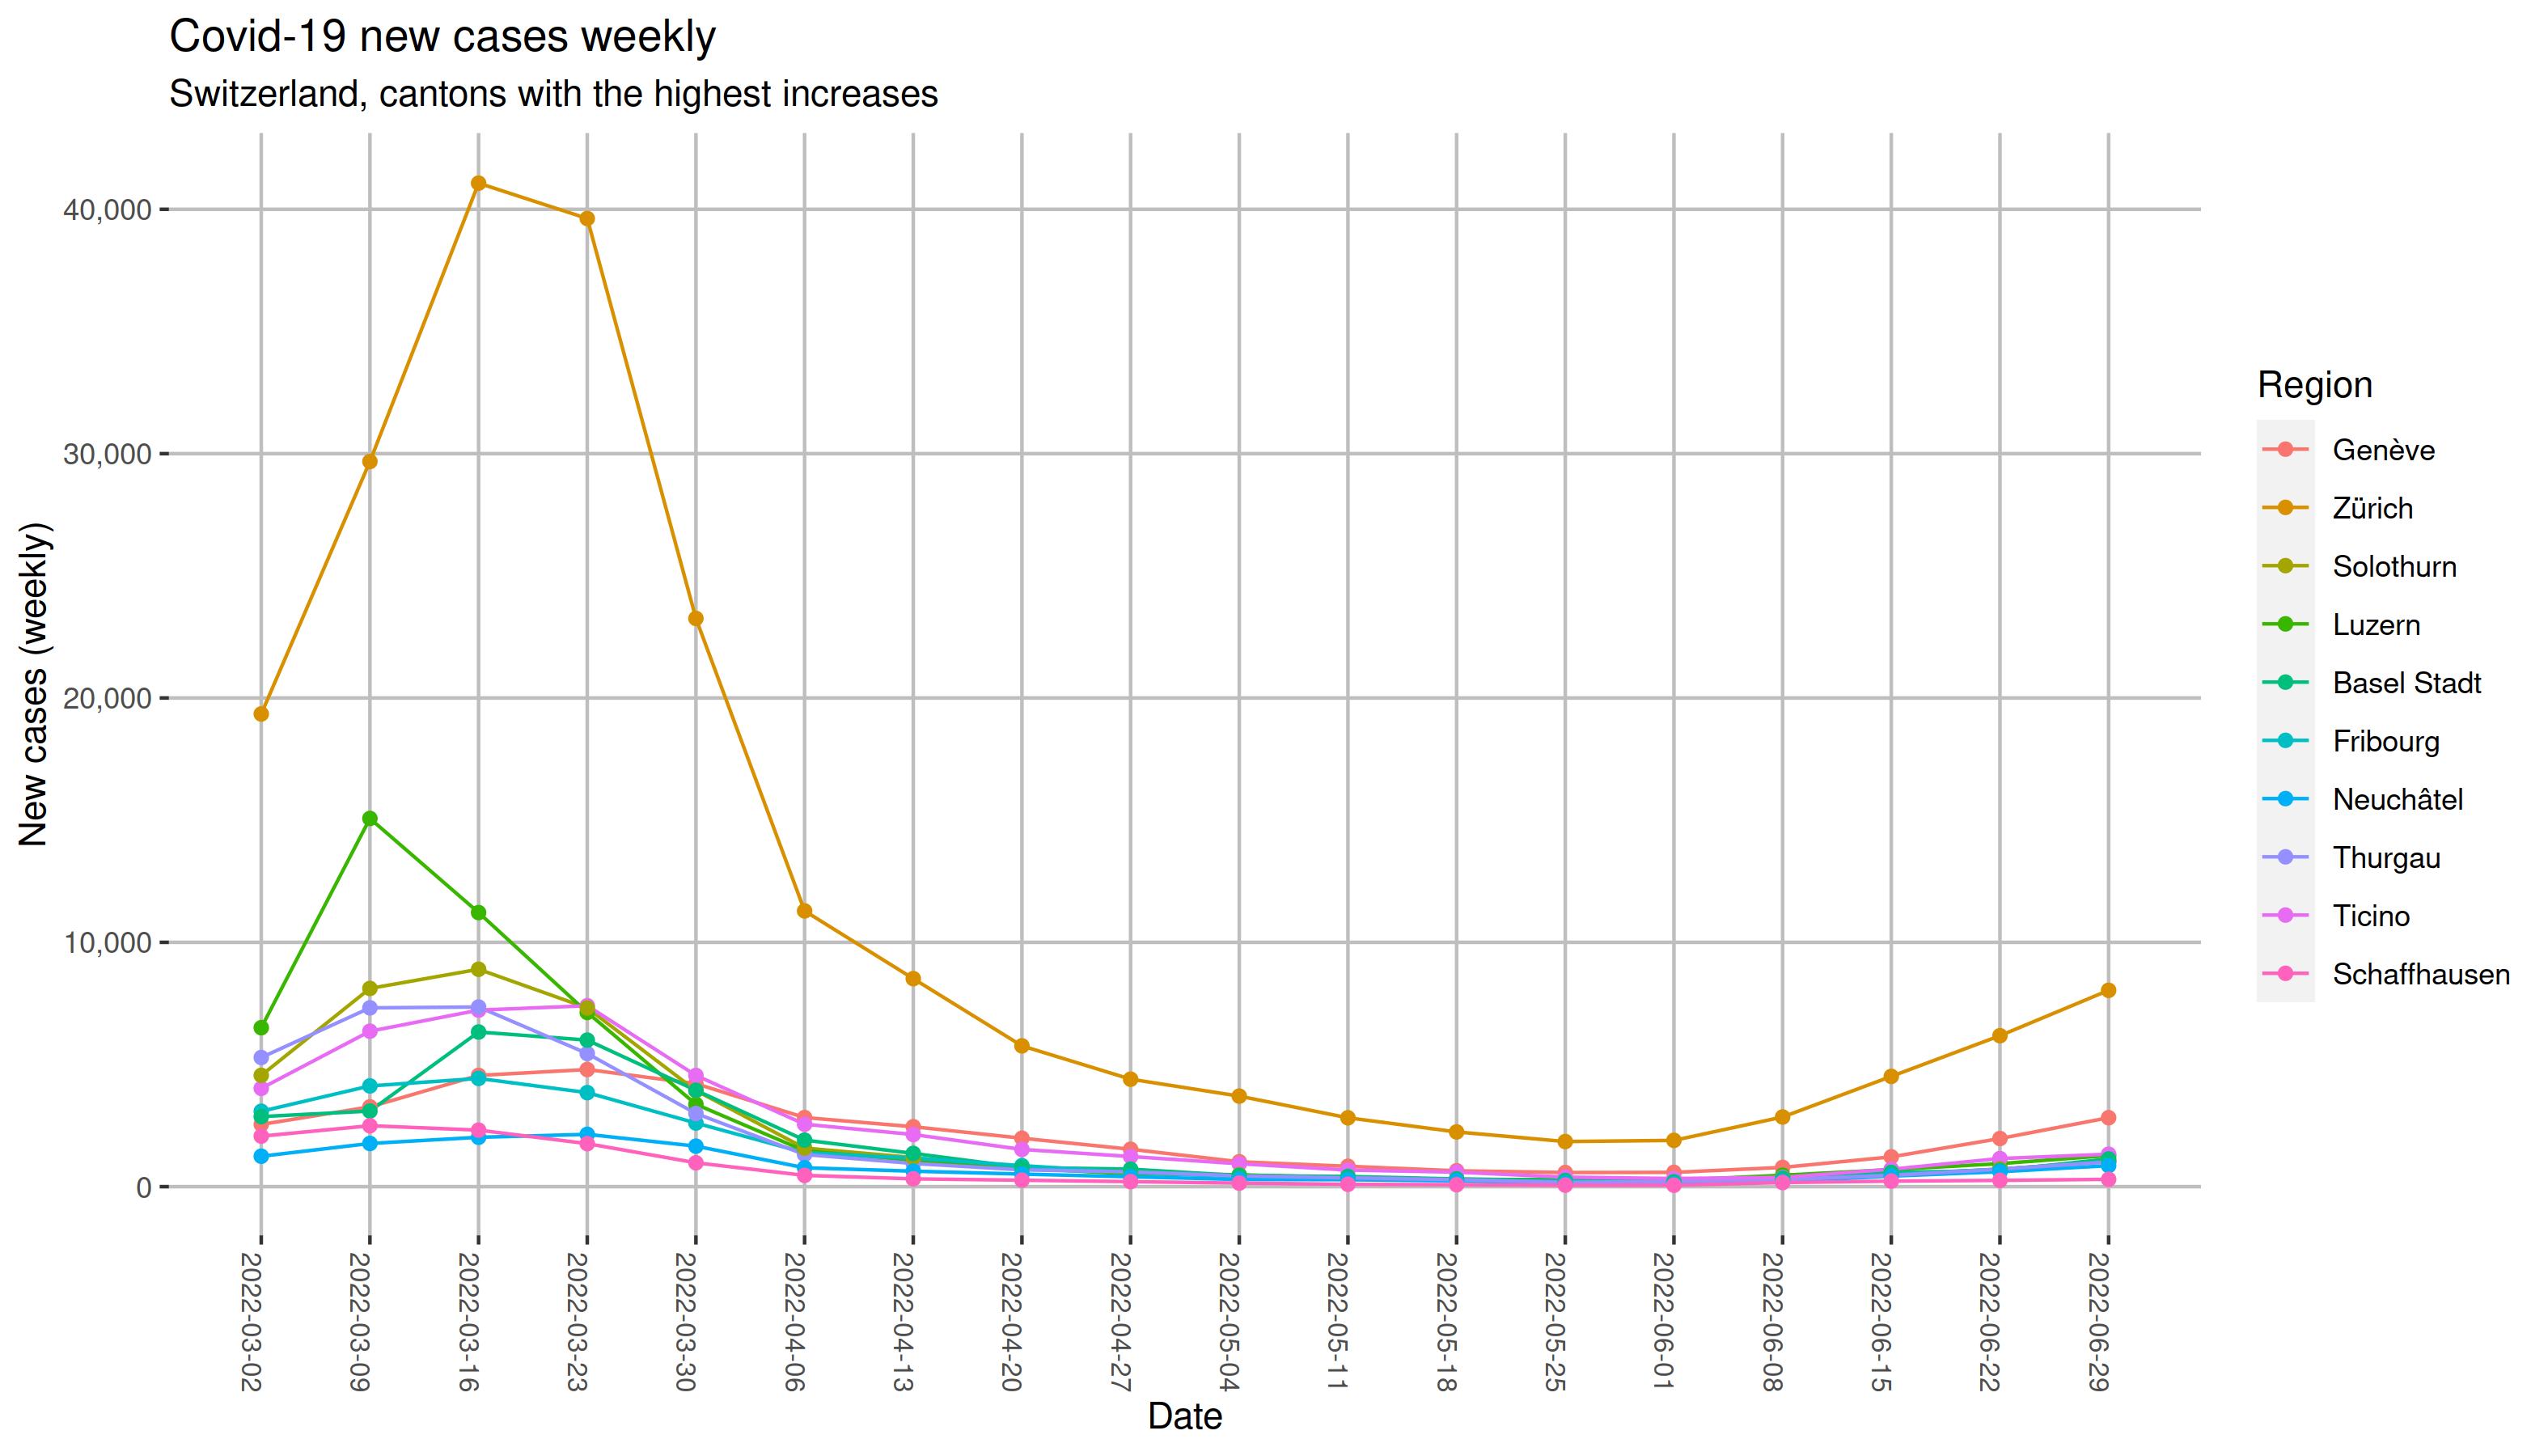 Covid-19 new cases weekly
Switzerland, cantons with the highest increases
New cases (weekly)
40,000
30,000
20,000
10,000
0
2022-03-02
2022-03-09
2022-03-16
2022-03-23
2022-03-30
2022-04-06
2022-04-13
2022-04-20
2022-04-27
2022-05-04
2022-05-11
2022-05-18
2022-05-25
2022-06-01
2022-06-08
2022-06-15
2022-06-22
2022-06-29
Date
Region
Genève
Zürich
Solothurn
Luzern
Basel Stadt
Fribourg
Neuchâtel
Thurgau
Ticino
Schaffhausen